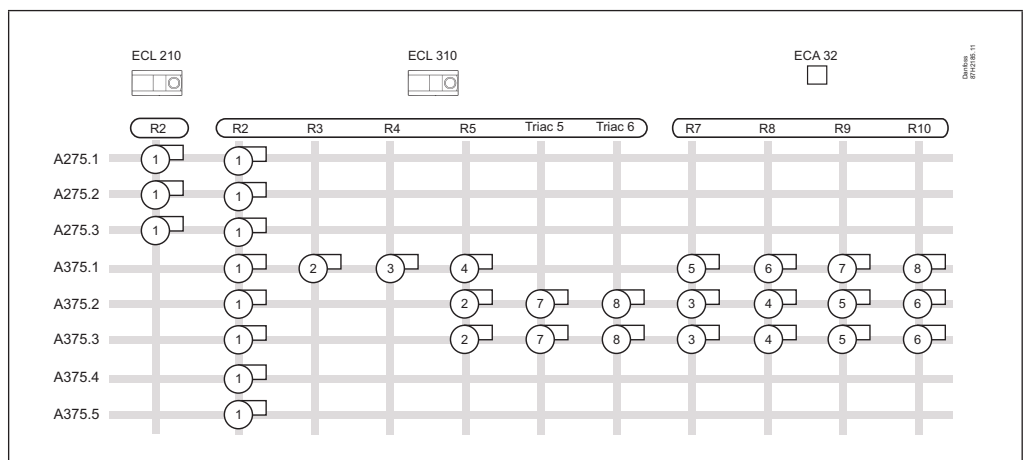 ECL 210 ECL 310 ECA 32
Danfoss
87H2185.11
R2 R2 R3 R4 R5 Triac 5 Triac 6 R7 R8 R9 R10
A275.1 1 1
A275.2 1 1
A275.3 1 1
A375.1 1 2 3 4 5 6 7 8
A375.2 1 2 7 8 3 4 5 6
A375.3 1 2 7 8 3 4 5 6
A375.4 1
A375.5 1